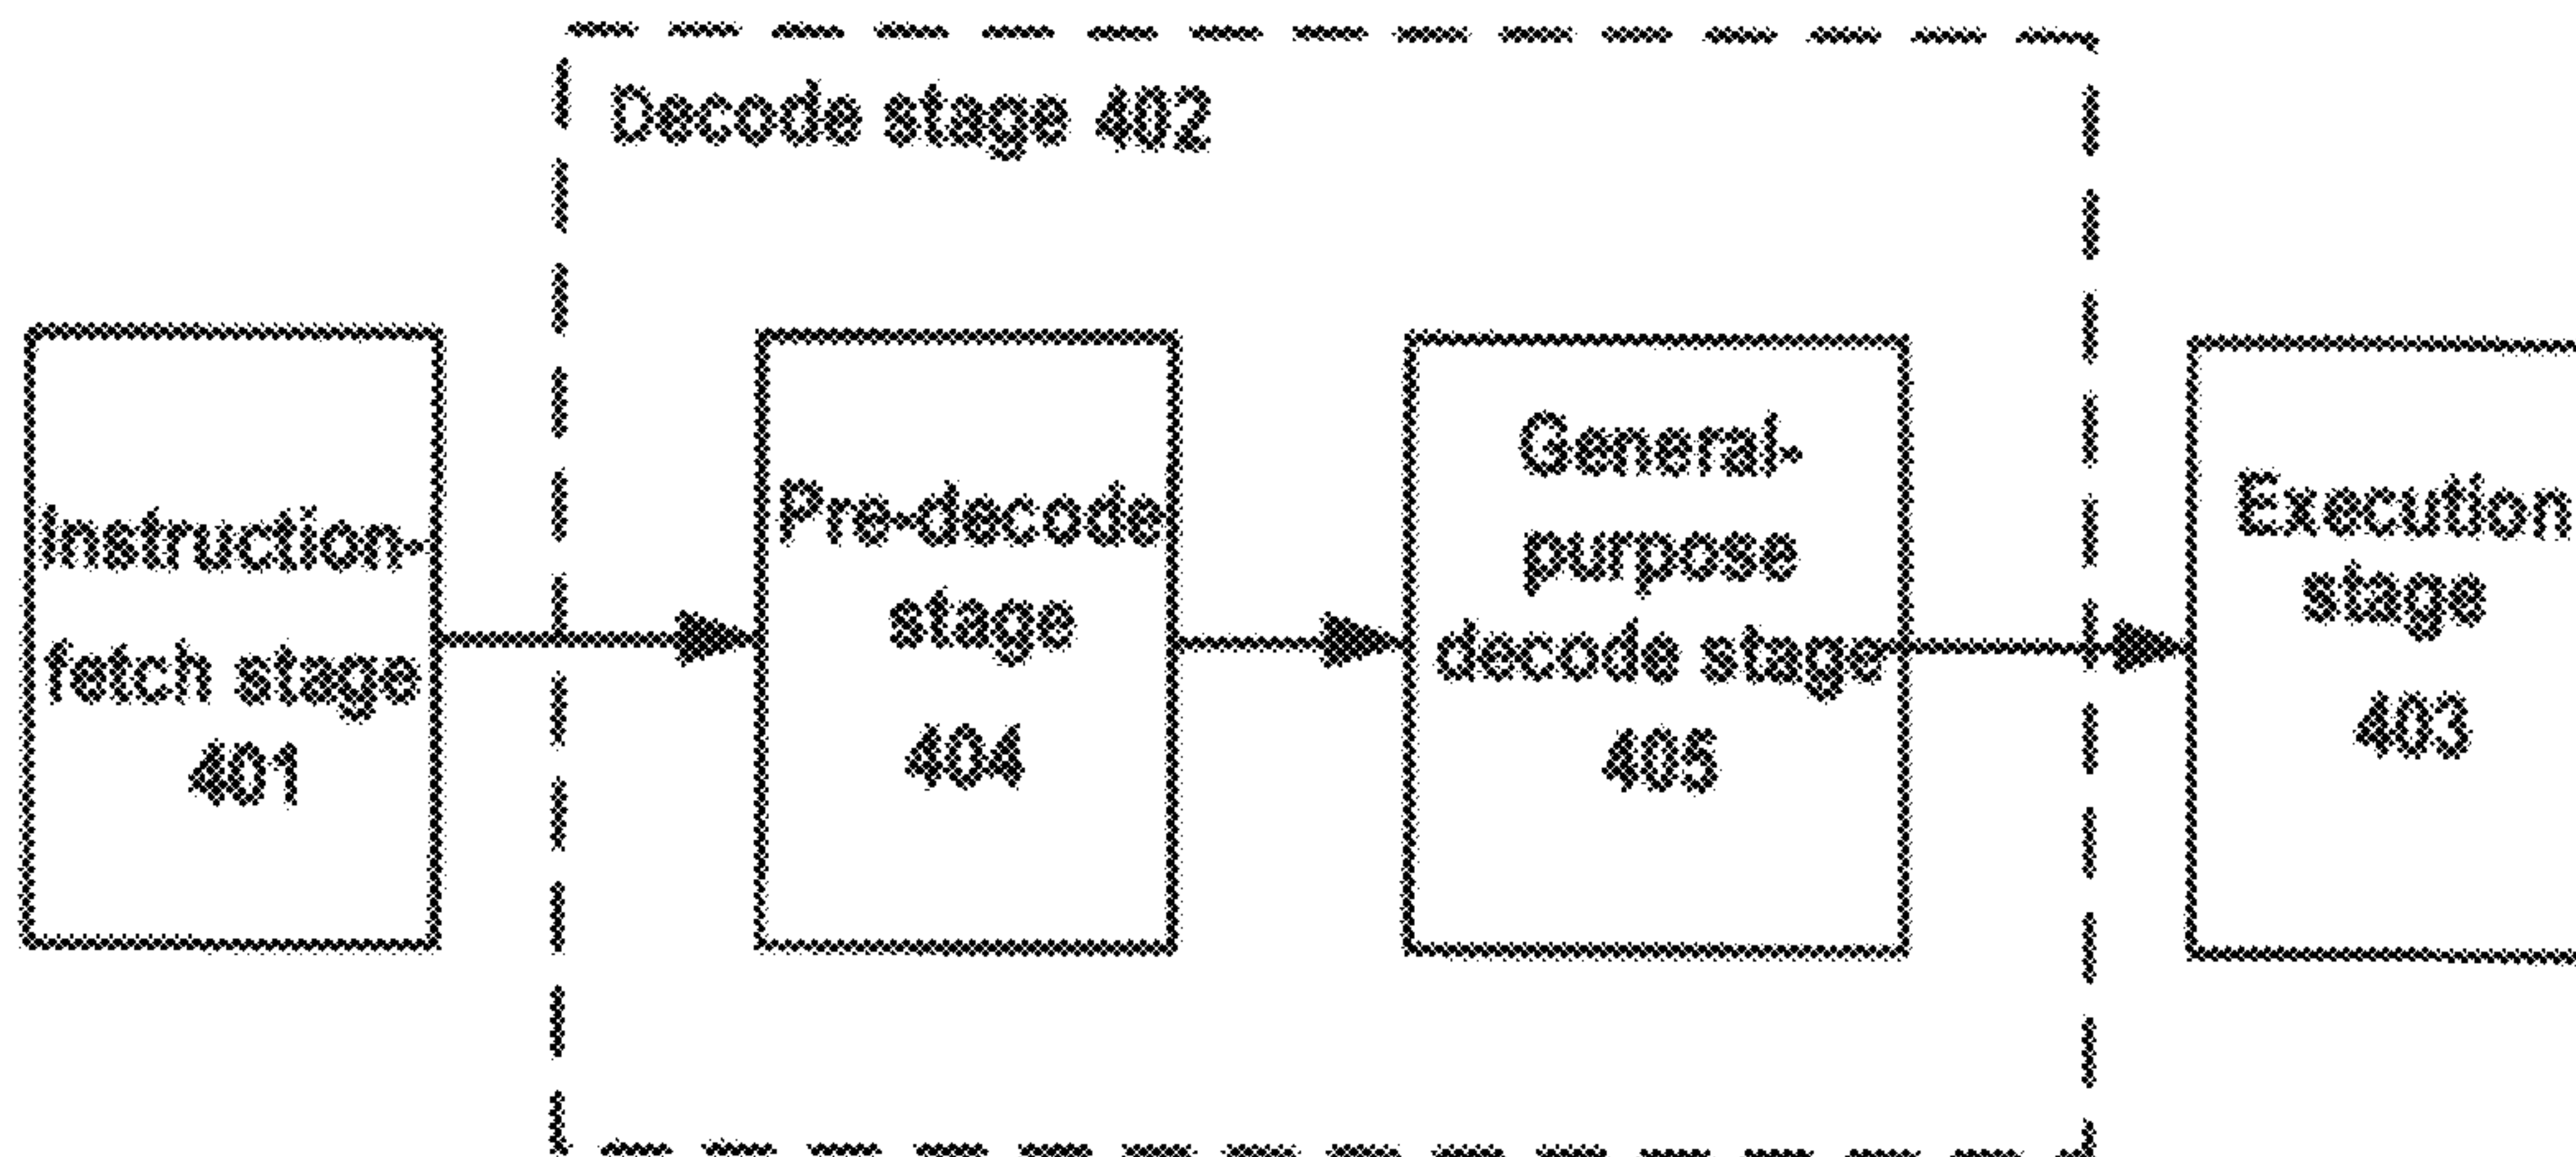 Decode stage 402
Instruction-
fetch stage
401
Pre-decode
stage
404
General-
purpose
decode stage
405
Execution
stage
403